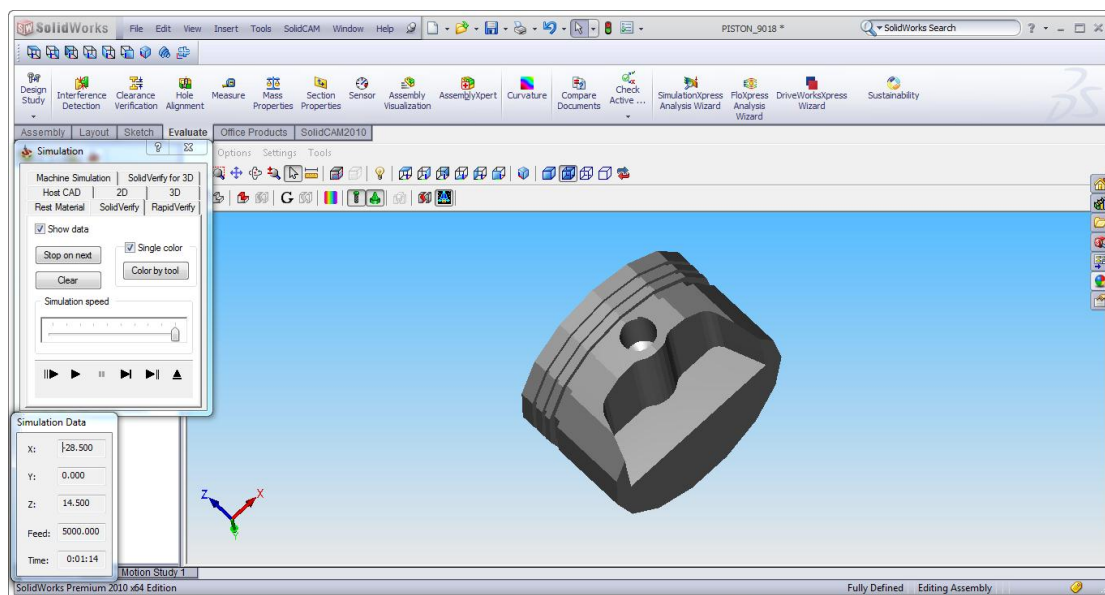 SolidWorks File Edit View Insert Tools SolidCAM Window Help PISTON_9018 * SolidWorks Search
Design Study
Interference Detection
Clearance Verification
Hole Alignment
Measure
Mass Properties
Section Properties
Sensor
Assembly Visualization
AssemblyXpert
Curvature
Compare Documents
Check Active ...
SimulationXpress Analysis Wizard
FloXpress Analysis Wizard
DriveWorksXpress Wizard
Sustainability
Assembly Layout Sketch Evaluate Office Products SolidCAM2010
Simulation
Options Settings Tools
Machine Simulation SolidVerify for 3D
Host CAD 2D 3D
Rest Material SolidVerify RapidVerify
Show data
Single color
Stop on next
Color by tool
Clear
Simulation speed
Simulation Data
X: -28.500
Y: 0.000
Z: 14.500
Feed: 5000.000
Time: 0:01:14
Z X
Y
Motion Study 1
SolidWorks Premium 2010 x64 Edition Fully Defined Editing Assembly